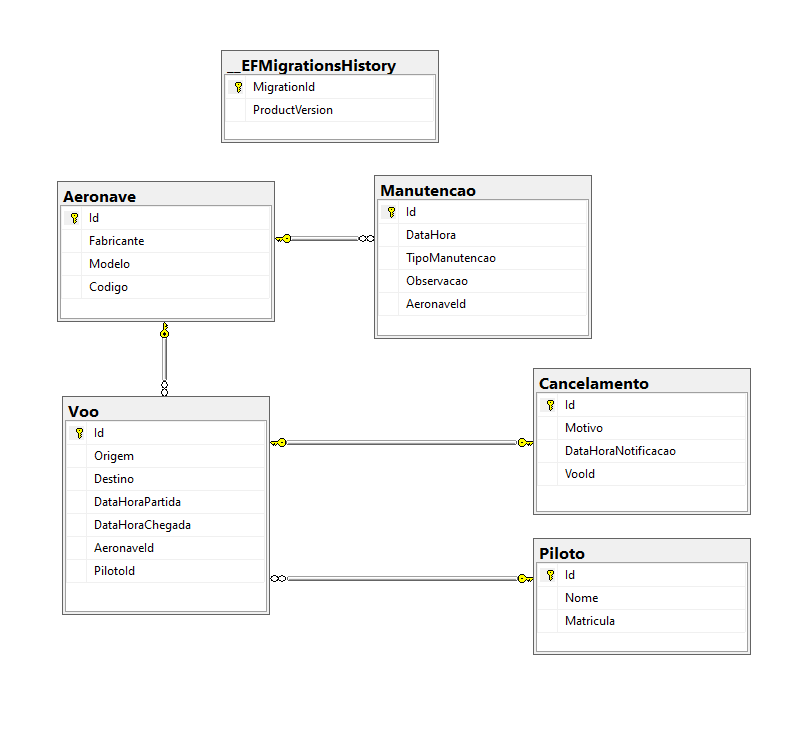 __EFMigrationsHistory
MigrationId
ProductVersion
Aeronave
Id
Fabricante
Modelo
Codigo
Manutencao
Id
DataHora
TipoManutencao
Observacao
AeronaveId
Voo
Id
Origem
Destino
DataHoraPartida
DataHoraChegada
AeronaveId
PilotoId
Cancelamento
Id
Motivo
DataHoraNotificacao
VooId
Piloto
Id
Nome
Matricula